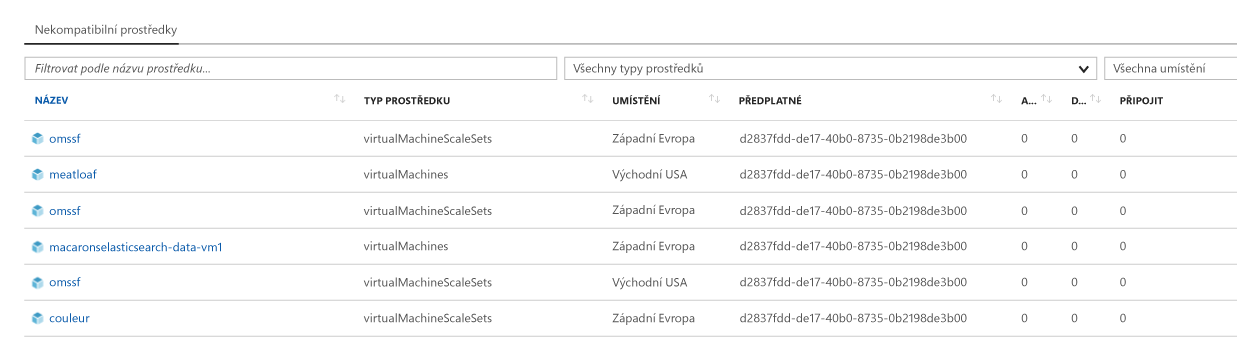 Nekompatibilní prostředky
Filtrovat podle názvu prostředku... Všechny typy prostředků Všechna umístění
NÁZEV TYP PROSTŘEDKU UMÍSTĚNÍ PŘEDPLATNÉ A... D... PŘIPOJIT
omssf virtualMachineScaleSets Západní Evropa d2837fdd-de17-40b0-8735-0b2198de3b00 0 0 0
meatloaf virtualMachines Východní USA d2837fdd-de17-40b0-8735-0b2198de3b00 0 0 0
omssf virtualMachineScaleSets Západní Evropa d2837fdd-de17-40b0-8735-0b2198de3b00 0 0 0
macaronselasticsearch-data-vm1 virtualMachines Západní Evropa d2837fdd-de17-40b0-8735-0b2198de3b00 0 0 0
omssf virtualMachineScaleSets Východní USA d2837fdd-de17-40b0-8735-0b2198de3b00 0 0 0
couleur virtualMachineScaleSets Západní Evropa d2837fdd-de17-40b0-8735-0b2198de3b00 0 0 0